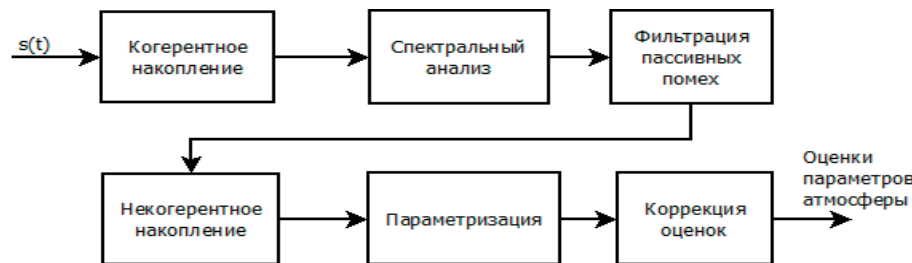 s(t)
Когерентное
накопление
Спектральный
анализ
Фильтрация
пассивных
помех
Некогерентное
накопление
Параметризация
Коррекция
оценок
Оценки
параметров
атмосферы